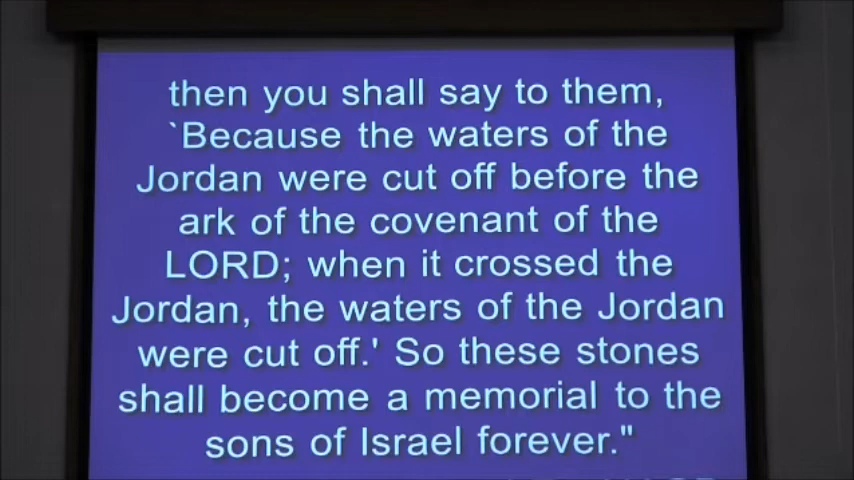 then you shall say to them,
`Because the waters of the
Jordan were cut off before the
ark of the covenant of the
LORD; when it crossed the
Jordan, the waters of the Jordan
were cut off.' So these stones
shall become a memorial to the
sons of Israel forever."